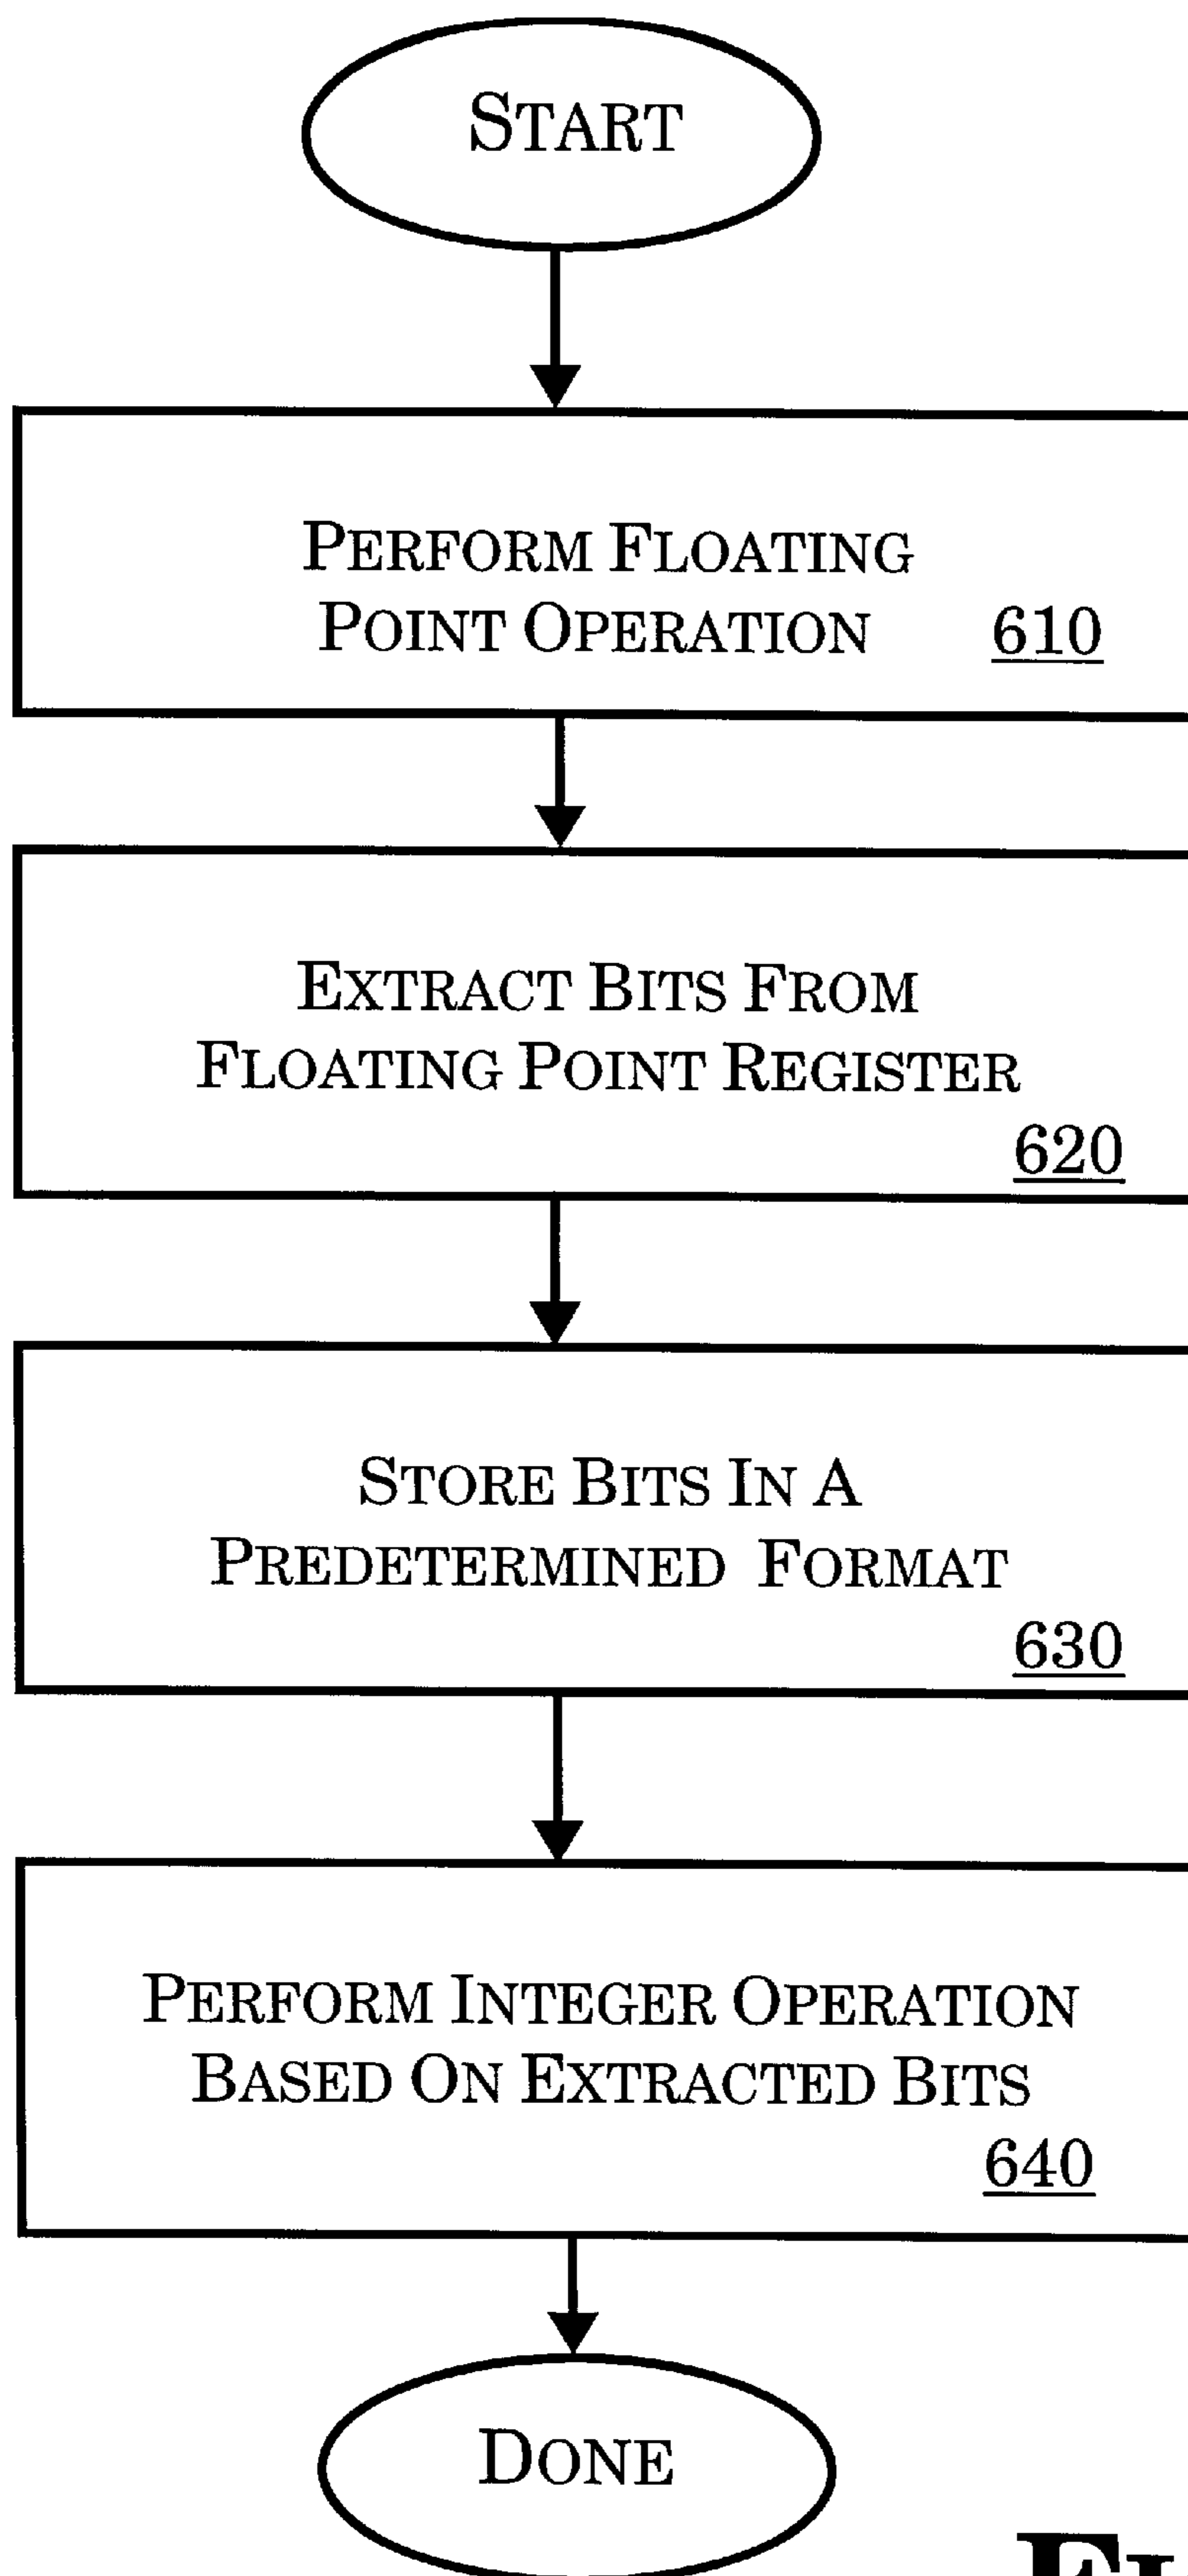 START
PERFORM FLOATING
POINT OPERATION 610
EXTRACT BITS FROM
FLOATING POINT REGISTER
620
STORE BITS IN A
PREDETERMINED FORMAT
630
PERFORM INTEGER OPERATION
BASED ON EXTRACTED BITS
640
DONE